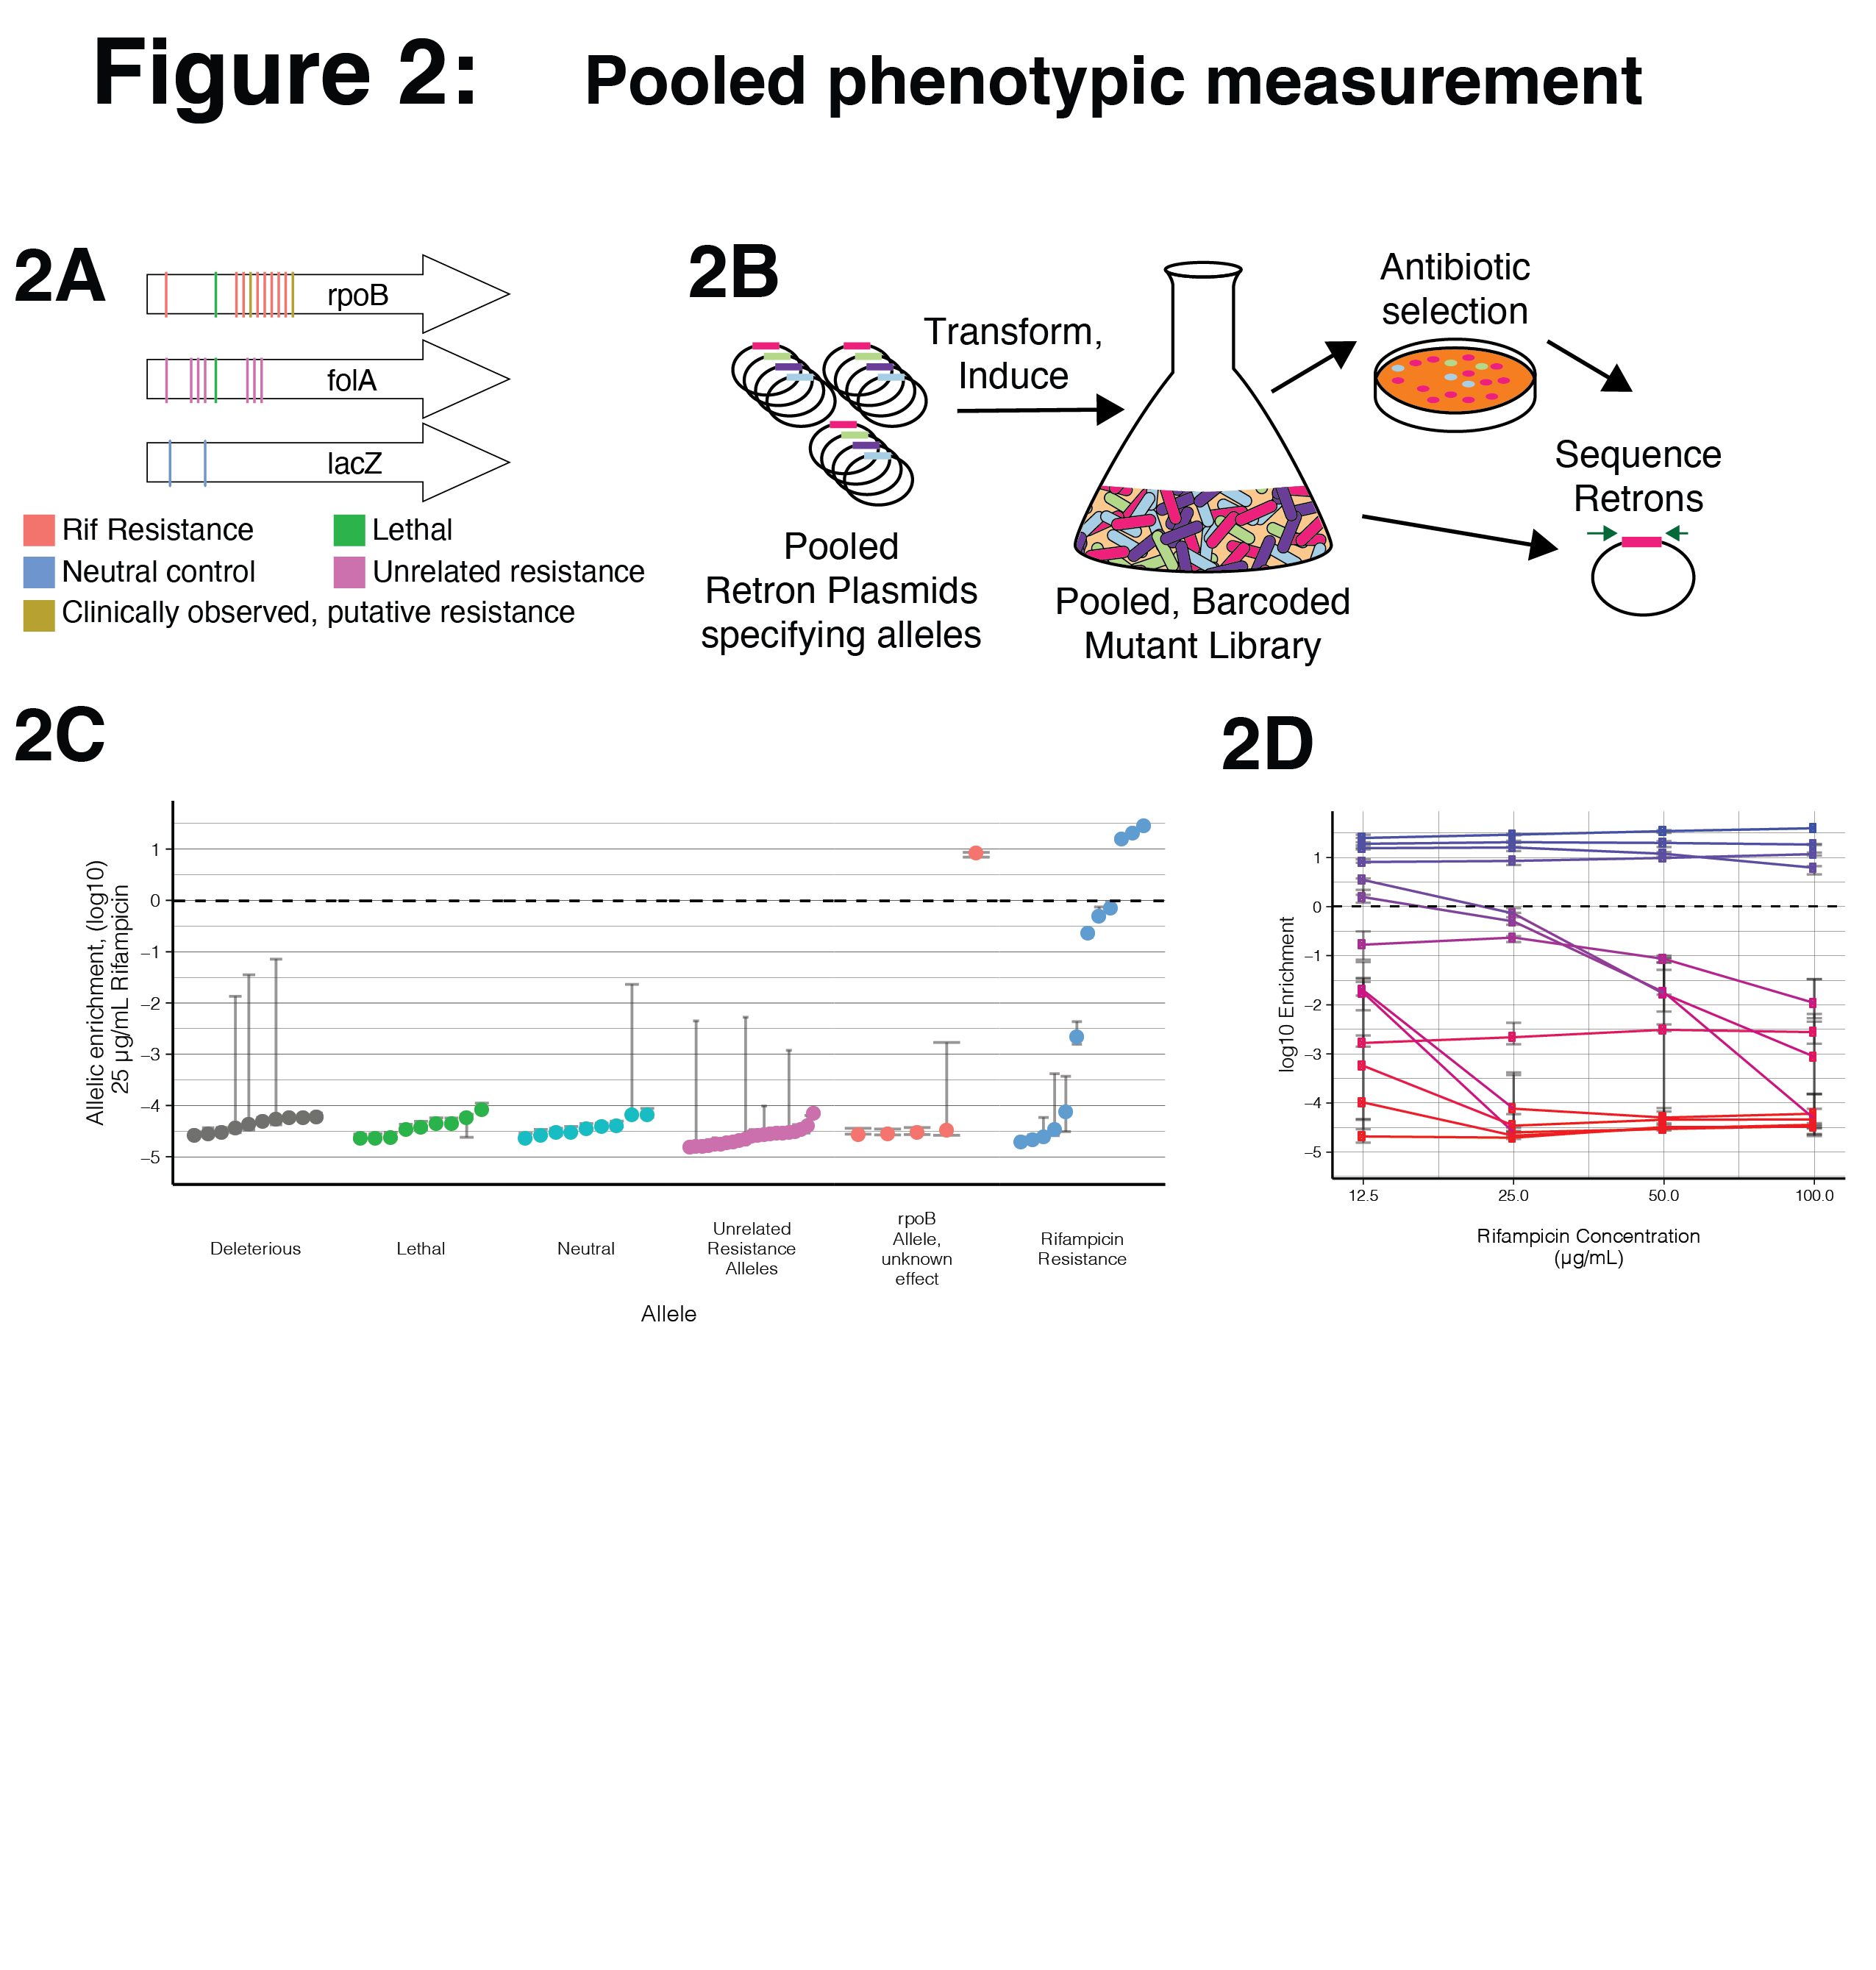 Figure 2: Pooled phenotypic measurement
2A
rpoB
folA
lacZ
Rif Resistance
Lethal
Neutral control
Unrelated resistance
Clinically observed, putative resistance
2B
Pooled
Retron Plasmids
specifying alleles
Transform,
Induce
Pooled, Barcoded
Mutant Library
Antibiotic
selection
Sequence
Retrons
2C
Allelic enrichment, (log10)
25 µg/mL Rifampicin
1
0
−1
−2
−3
−4
−5
Deleterious
Lethal
Neutral
Unrelated
Resistance
Alleles
rpoB
Allele,
unknown
effect
Rifampicin
Resistance
Allele
2D
log10 Enrichment
1
0
−1
−2
−3
−4
−5
12.5
25.0
50.0
100.0
Rifampicin Concentration
(µg/mL)